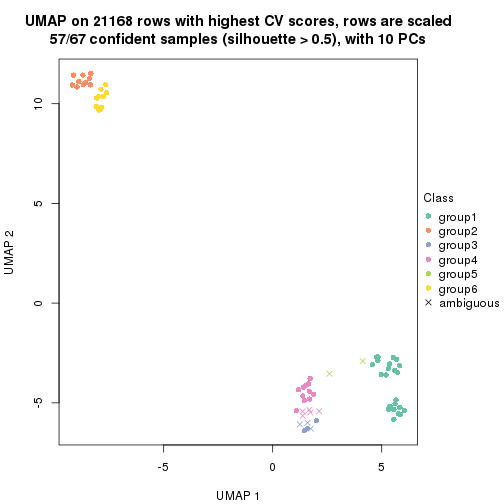 UMAP on 21168 rows with highest CV scores, rows are scaled
57/67 confident samples (silhouette > 0.5), with 10 PCs
10
5
0
-5
UMAP 2
-5
0
5
UMAP 1
Class
group1
group2
group3
group4
group5
group6
ambiguous